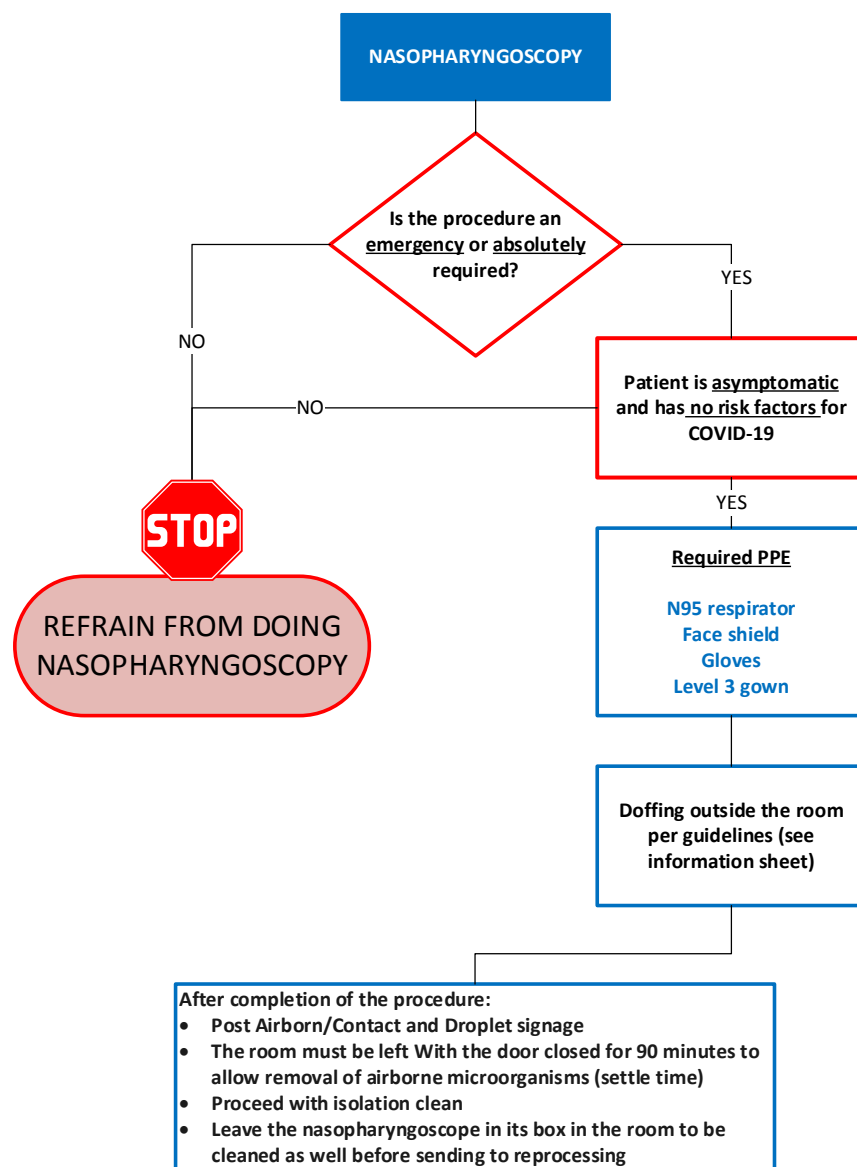 NASOPHARYNGOSCOPY
Is the procedure an
emergency or absolutely
required?
YES
NO
Patient is asymptomatic
and has no risk factors for
COVID-19
NO
YES
STOP
REFRAIN FROM DOING
NASOPHARYNGOSCOPY
Required PPE
N95 respirator
Face shield
Gloves
Level 3 gown
Doffing outside the room
per guidelines (see
information sheet)
After completion of the procedure:
• Post Airborn/Contact and Droplet signage
• The room must be left With the door closed for 90 minutes to
allow removal of airborne microorganisms (settle time)
• Proceed with isolation clean
• Leave the nasopharyngoscope in its box in the room to be
cleaned as well before sending to reprocessing